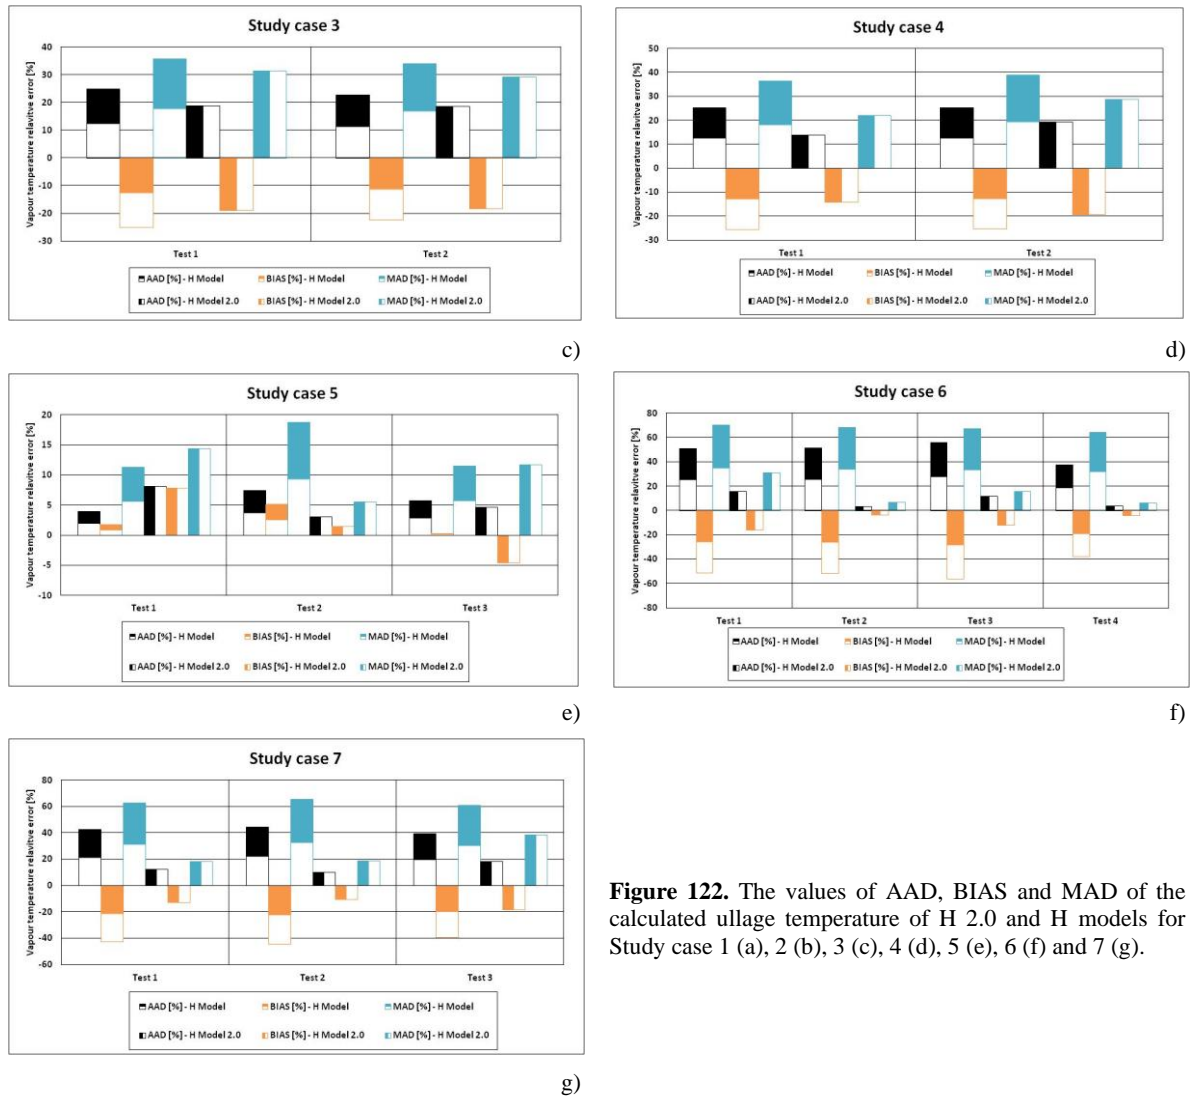 Study case 3
Vapour temperature relavitve error [%]
40
30
20
10
0
-10
-20
-30
Test 1
Test 2
AAD [%] - H Model
BIAS [%] - H Model
MAD [%] - H Model
AAD [%] - H Model 2.0
BIAS [%] - H Model 2.0
MAD [%] - H Model 2.0
c)
Study case 4
Vapour temperature relavitve error [%]
50
40
30
20
10
0
-10
-20
-30
Test 1
Test 2
AAD [%] - H Model
BIAS [%] - H Model
MAD [%] - H Model
AAD [%] - H Model 2.0
BIAS [%] - H Model 2.0
MAD [%] - H Model 2.0
d)
Study case 5
Vapour temperature relavitve error [%]
20
15
10
5
0
-5
-10
Test 1
Test 2
Test 3
AAD [%] - H Model
BIAS [%] - H Model
MAD [%] - H Model
AAD [%] - H Model 2.0
BIAS [%] - H Model 2.0
MAD [%] - H Model 2.0
e)
Study case 6
Vapour temperature relavitve error [%]
80
60
40
20
0
-20
-40
-60
-80
Test 1
Test 2
Test 3
Test 4
AAD [%] - H Model
BIAS [%] - H Model
MAD [%] - H Model
AAD [%] - H Model 2.0
BIAS [%] - H Model 2.0
MAD [%] - H Model 2.0
f)
Study case 7
Vapour temperature relavitve error [%]
80
60
40
20
0
-20
-40
-60
Test 1
Test 2
Test 3
AAD [%] - H Model
BIAS [%] - H Model
MAD [%] - H Model
AAD [%] - H Model 2.0
BIAS [%] - H Model 2.0
MAD [%] - H Model 2.0
g)
Figure 122. The values of AAD, BIAS and MAD of the
calculated ullage temperature of H 2.0 and H models for
Study case 1 (a), 2 (b), 3 (c), 4 (d), 5 (e), 6 (f) and 7 (g).